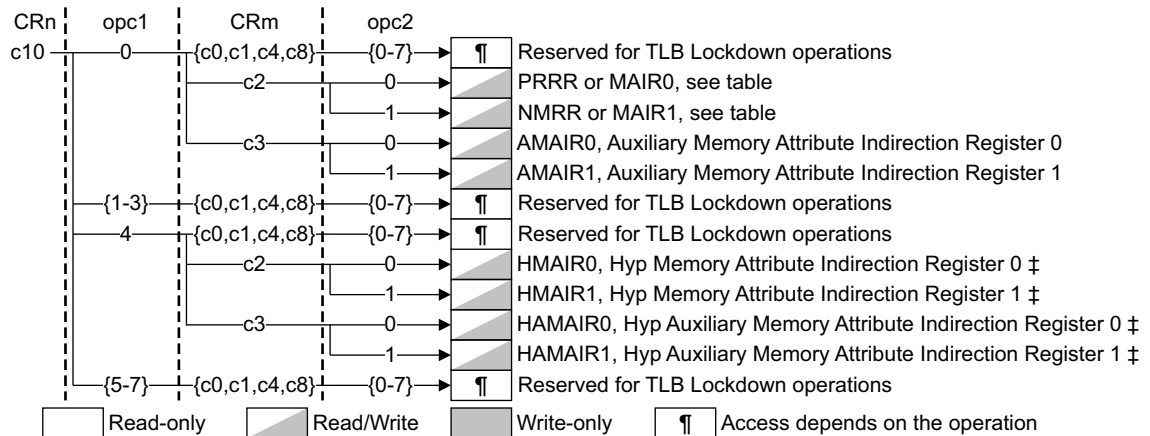 CRn opc1 CRm opc2
c10 0 {c0,c1,c4,c8} {0-7} ¶ Reserved for TLB Lockdown operations
c2 0 PRRR or MAIR0, see table
1 NMRR or MAIR1, see table
c3 0 AMAIR0, Auxiliary Memory Attribute Indirection Register 0
1 AMAIR1, Auxiliary Memory Attribute Indirection Register 1
{1-3} {c0,c1,c4,c8} {0-7} ¶ Reserved for TLB Lockdown operations
4 {c0,c1,c4,c8} {0-7} ¶ Reserved for TLB Lockdown operations
c2 0 HMAIR0, Hyp Memory Attribute Indirection Register 0 ‡
1 HMAIR1, Hyp Memory Attribute Indirection Register 1 ‡
c3 0 HAMAIR0, Hyp Auxiliary Memory Attribute Indirection Register 0 ‡
1 HAMAIR1, Hyp Auxiliary Memory Attribute Indirection Register 1 ‡
{5-7} {c0,c1,c4,c8} {0-7} ¶ Reserved for TLB Lockdown operations
Read-only Read/Write Write-only ¶ Access depends on the operation